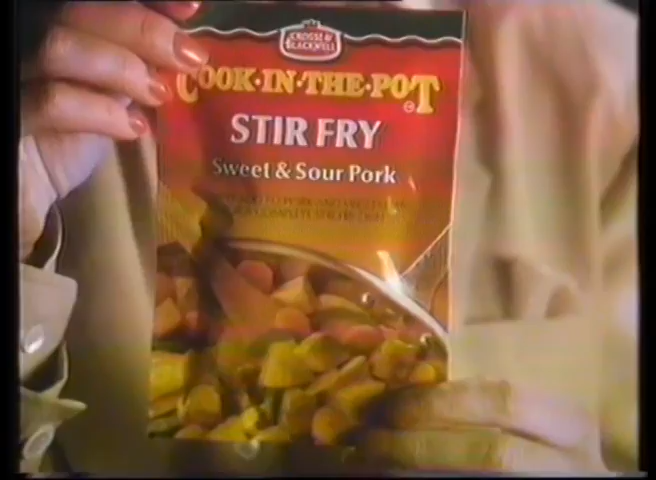 CROSSE &
BLACKWELL
COOK·IN·THE·POT
®
STIR FRY
Sweet & Sour Pork